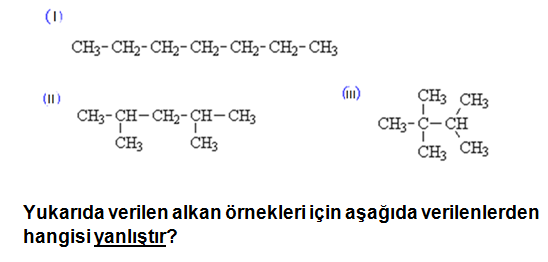 (I)
CH3-CH2-CH2-CH2-CH2-CH2-CH3
(II)
CH3-CH-CH2-CH-CH3
CH3 CH3
(III)
CH3 CH3
CH3-C-CH
CH3 CH3
Yukarıda verilen alkan örnekleri için aşağıda verilenlerden
hangisi yanlıştır?